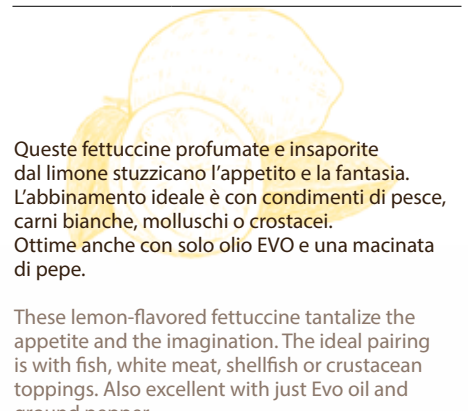 Queste fettuccine profumate e insaporite
dal limone stuzzicano l’appetito e la fantasia.
L’abbinamento ideale è con condimenti di pesce,
carni bianche, molluschi o crostacei.
Ottime anche con solo olio EVO e una macinata
di pepe.
These lemon-flavored fettuccine tantalize the
appetite and the imagination. The ideal pairing
is with fish, white meat, shellfish or crustacean
toppings. Also excellent with just Evo oil and
ground pepper